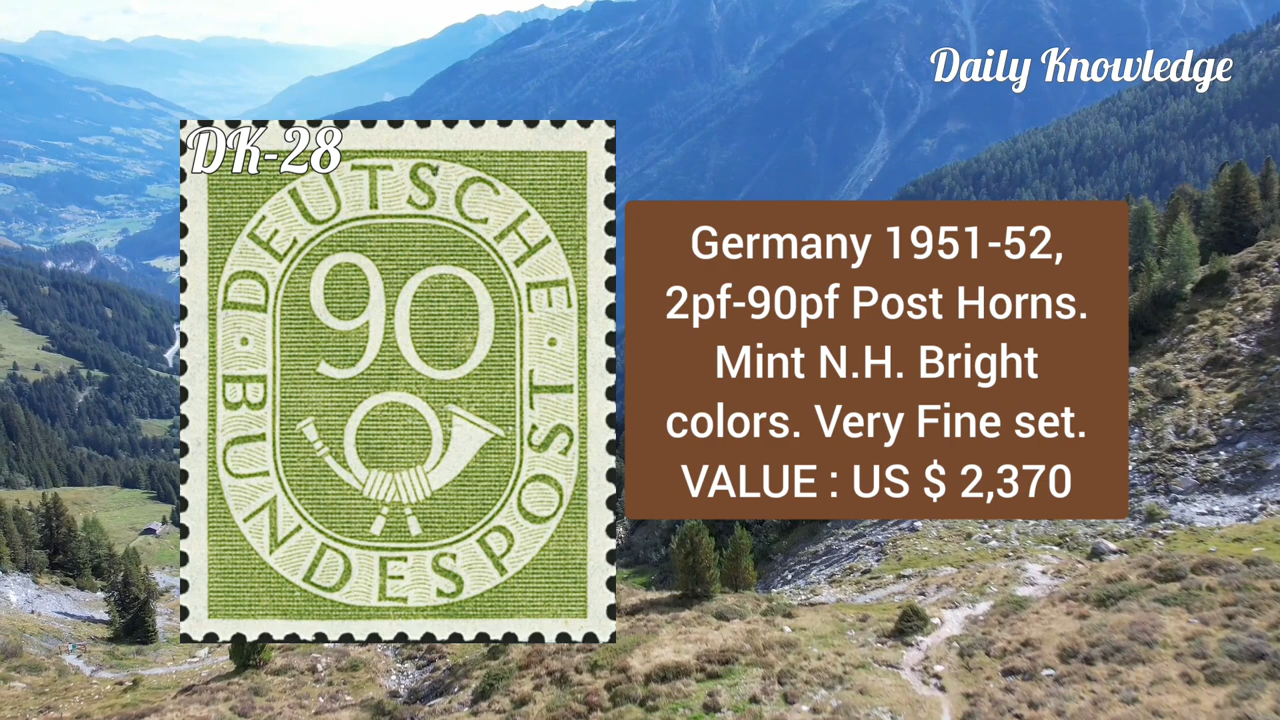 Daily Knowledge
DK-28
DEUTSCHE
90
BUNDESPOST
Germany 1951-52,
2pf-90pf Post Horns.
Mint N.H. Bright
colors. Very Fine set.
VALUE : US $ 2,370